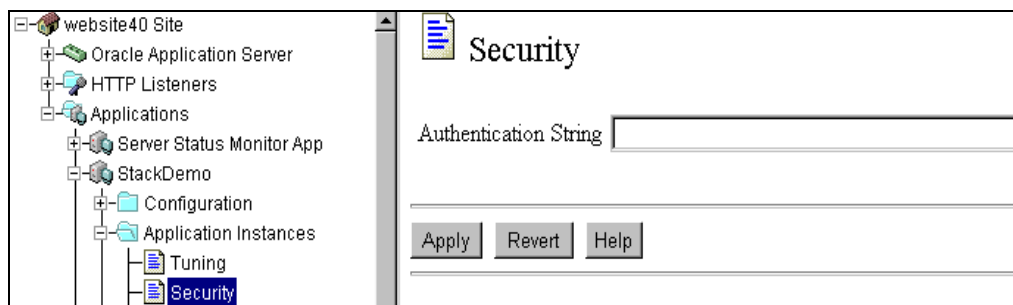 website40 Site
Oracle Application Server
HTTP Listeners
Applications
Server Status Monitor App
StackDemo
Configuration
Application Instances
Tuning
Security
Security
Authentication String
Apply Revert Help